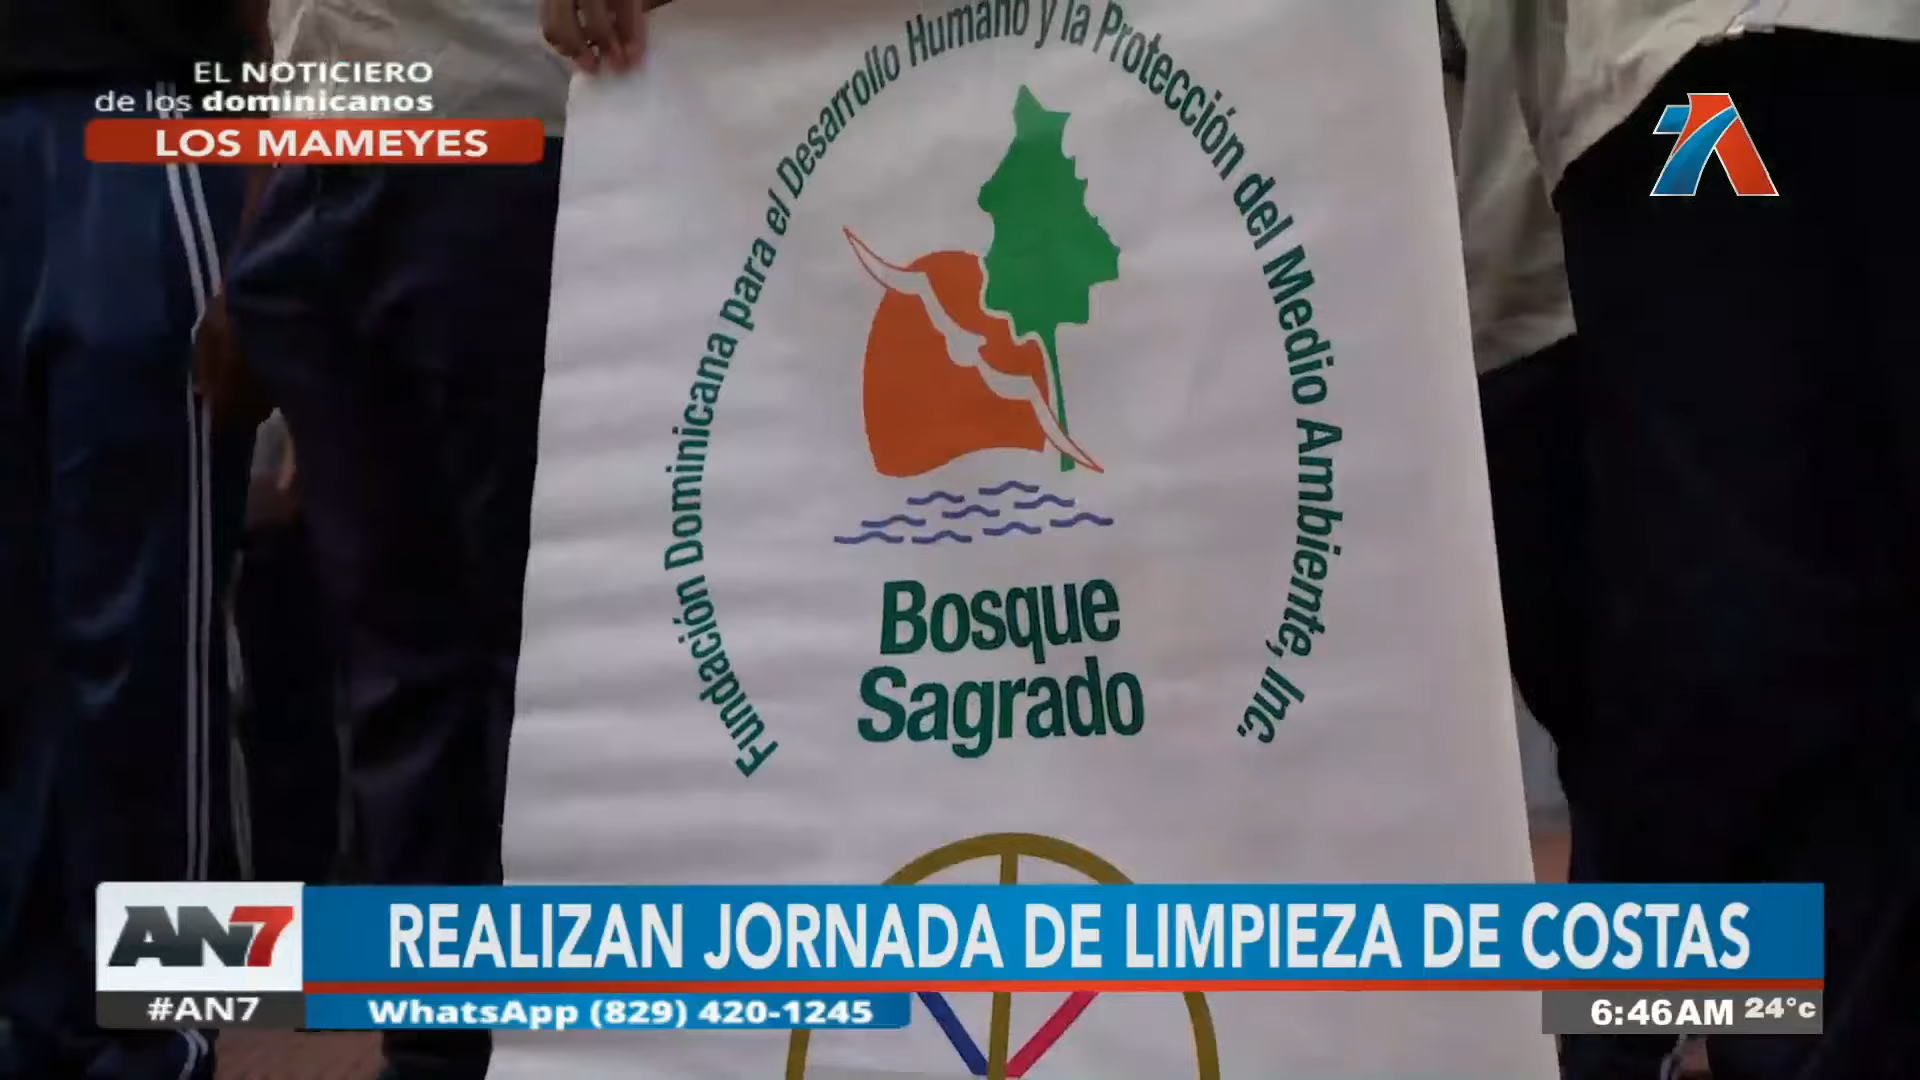 EL NOTICIERO
de los dominicanos
LOS MAMEYES
Fundación Dominicana para el Desarrollo Humano y la Protección del Medio Ambiente, Inc.
Bosque
Sagrado
AN7
REALIZAN JORNADA DE LIMPIEZA DE COSTAS
#AN7
WhatsApp (829) 420-1245
6:46AM 24°c